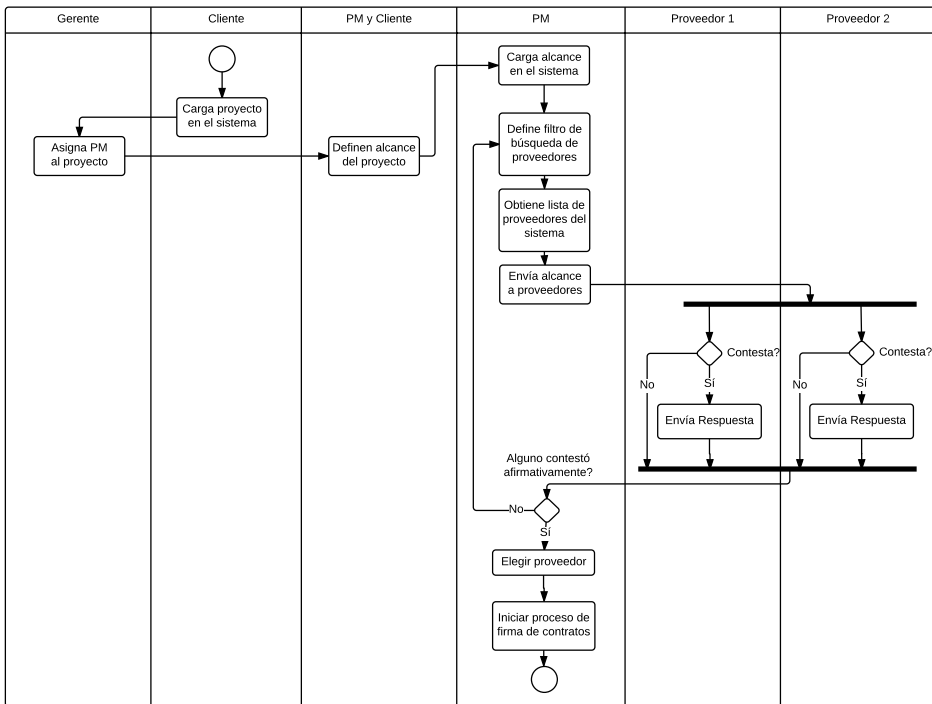 Gerente
Cliente
PM y Cliente
PM
Proveedor 1
Proveedor 2
Carga proyecto
en el sistema
Asigna PM
al proyecto
Definen alcance
del proyecto
Carga alcance
en el sistema
Define filtro de
búsqueda de
proveedores
Obtiene lista de
proveedores del
sistema
Envía alcance
a proveedores
Contesta?
No
Sí
Envía Respuesta
Contesta?
No
Sí
Envía Respuesta
Alguno contestó
afirmativamente?
No
Sí
Elegir proveedor
Iniciar proceso de
firma de contratos